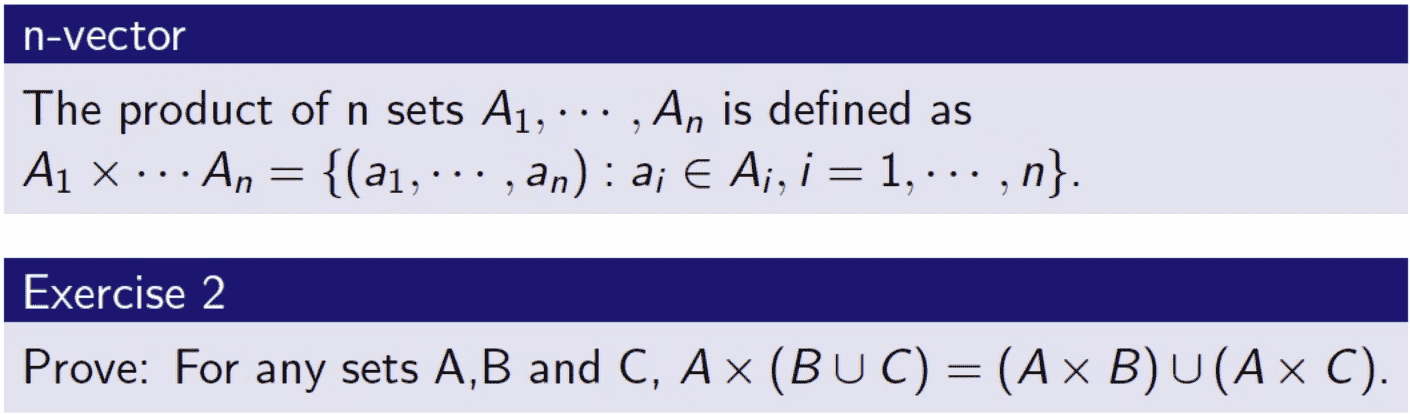 n-vector
The product of n sets A₁, ⋯ , Aₙ is defined as
A₁ × ⋯ Aₙ = {(a₁, ⋯ , aₙ) : aᵢ ∈ Aᵢ, i = 1, ⋯ , n}.
Exercise 2
Prove: For any sets A,B and C, A × (B ∪ C) = (A × B) ∪ (A × C).